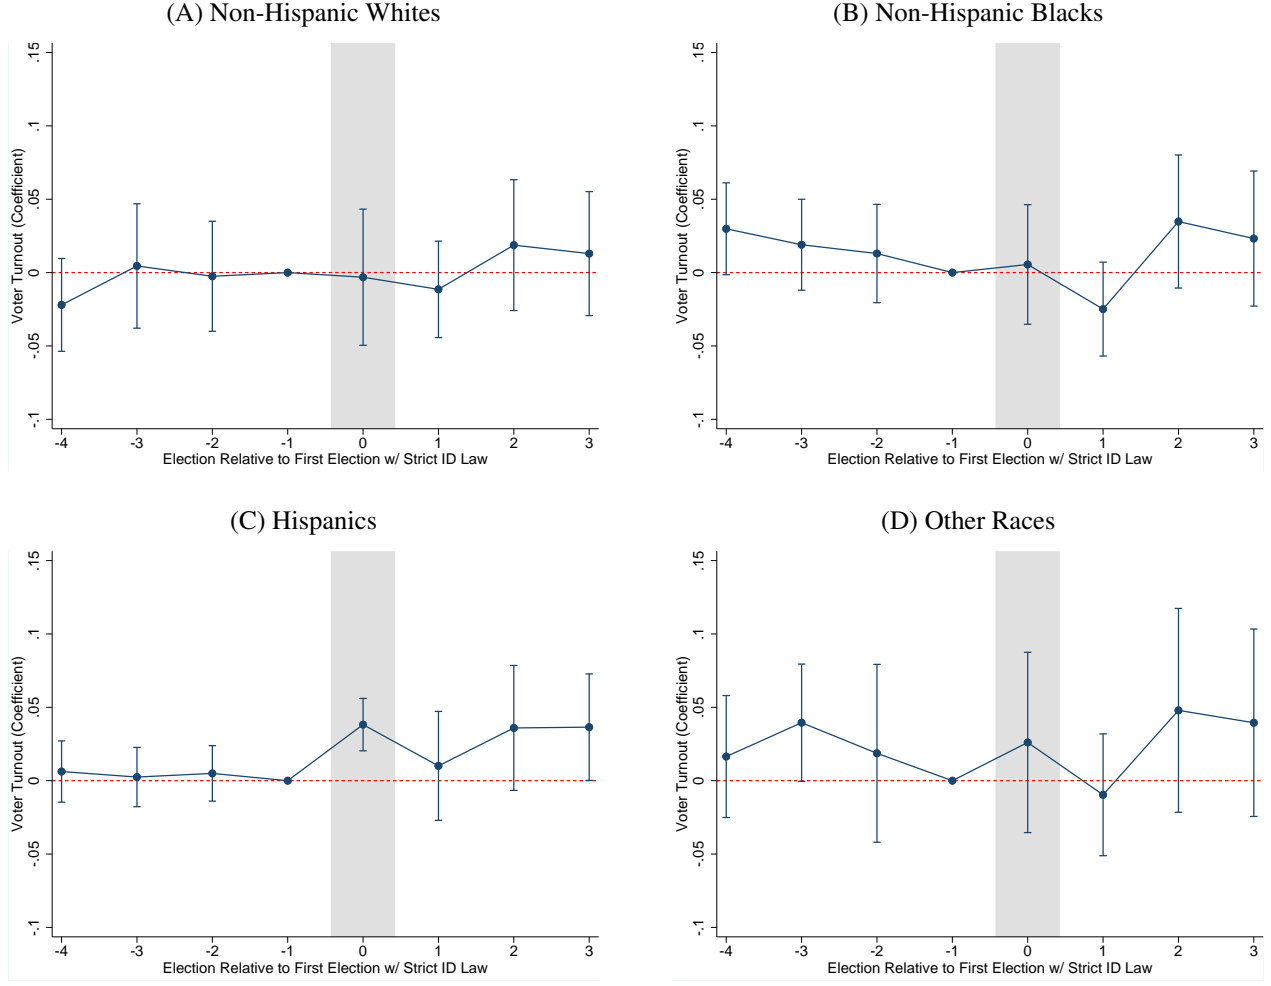 (A) Non-Hispanic Whites
Voter Turnout (Coefficient)
.15
.1
.05
0
-.05
-.1
-4 -3 -2 -1 0 1 2 3
Election Relative to First Election w/ Strict ID Law
(B) Non-Hispanic Blacks
Voter Turnout (Coefficient)
.15
.1
.05
0
-.05
-.1
-4 -3 -2 -1 0 1 2 3
Election Relative to First Election w/ Strict ID Law
(C) Hispanics
Voter Turnout (Coefficient)
.15
.1
.05
0
-.05
-.1
-4 -3 -2 -1 0 1 2 3
Election Relative to First Election w/ Strict ID Law
(D) Other Races
Voter Turnout (Coefficient)
.15
.1
.05
0
-.05
-.1
-4 -3 -2 -1 0 1 2 3
Election Relative to First Election w/ Strict ID Law